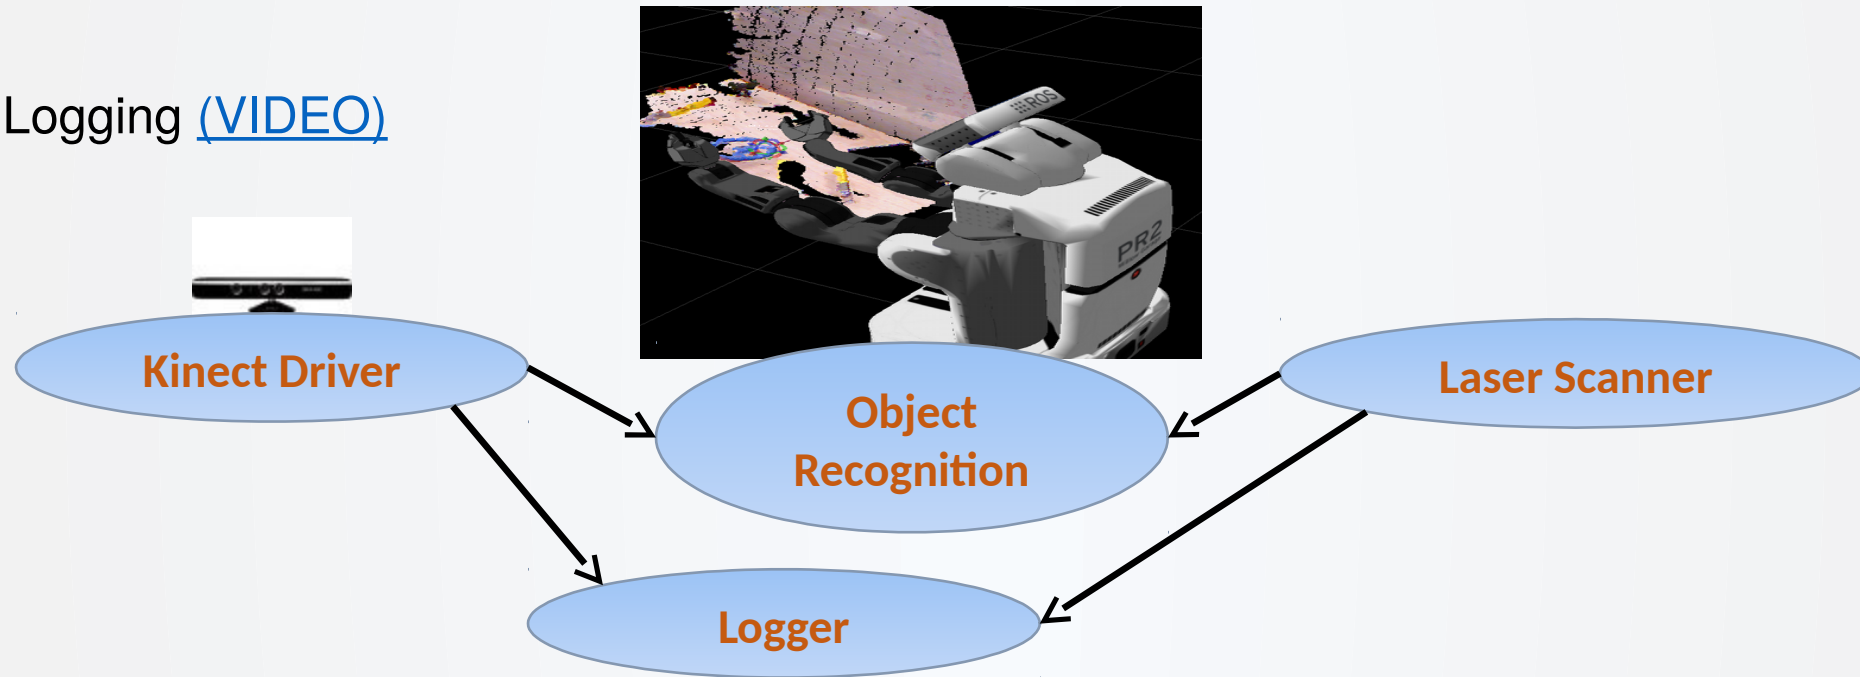 Logging (VIDEO)
ROS
PR2
Kinect Driver
Laser Scanner
Object
Recognition
Logger